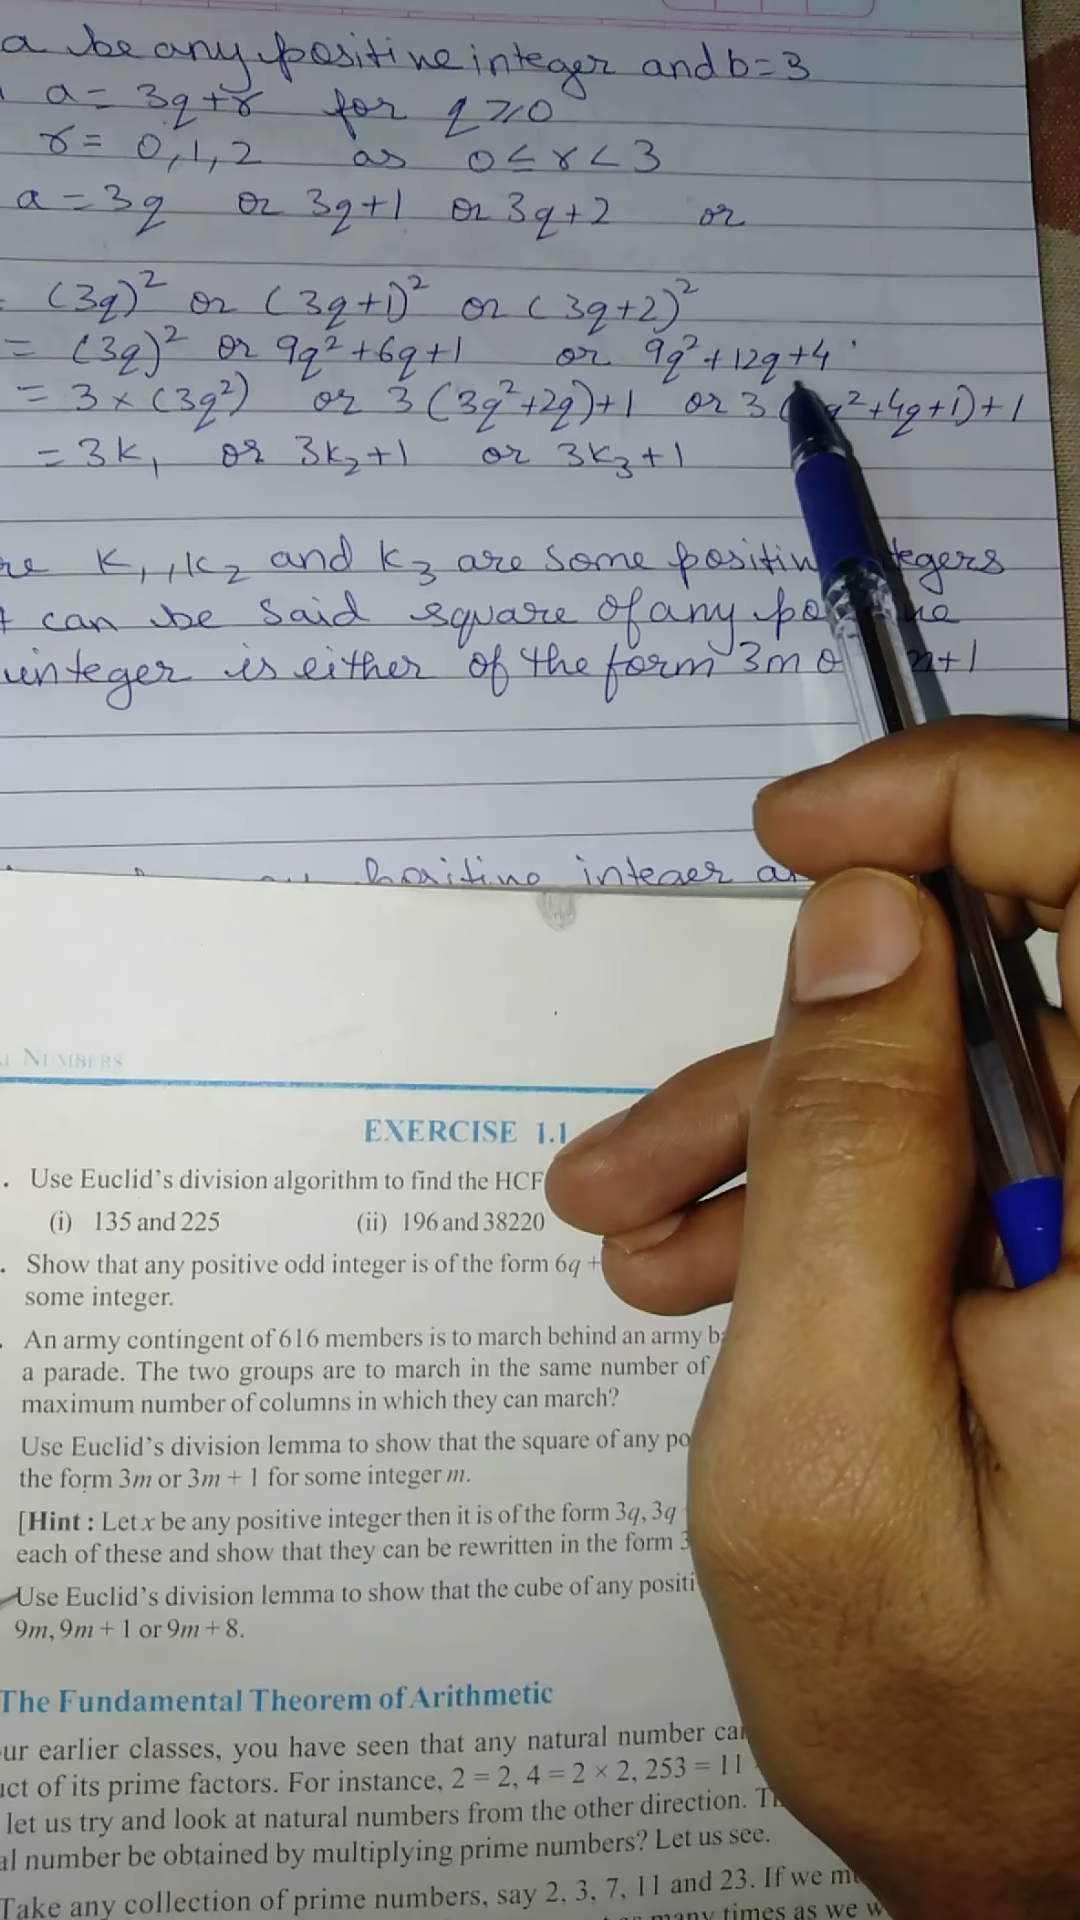 a be any positive integer and b = 3
a = 3q + r for q ≥ 0
r = 0, 1, 2 as 0 ≤ r < 3
a = 3q or 3q+1 or 3q+2 or
(3q)² or (3q+1)² or (3q+2)²
= (3q)² or 9q²+6q+1 or 9q²+12q+4
= 3×(3q²) or 3(3q²+2q)+1 or 3( q²+4q+1)+1
= 3k₁ or 3k₂+1 or 3k₃+1
k₁, k₂ and k₃ are some
can be said square of any
integer is either of the form 3m +1
positive integer
NUMBERS
EXERCISE 1.1
. Use Euclid's division algorithm to find the HCF
(i) 135 and 225 (ii) 196 and 38220
. Show that any positive odd integer is of the form 6q +
some integer.
. An army contingent of 616 members is to march behind an army
a parade. The two groups are to march in the same number of
maximum number of columns in which they can march?
Use Euclid's division lemma to show that the square of any
the form 3m or 3m + 1 for some integer m.
[Hint : Let x be any positive integer then it is of the form 3q, 3q
each of these and show that they can be rewritten in the form 3
Use Euclid's division lemma to show that the cube of any
9m, 9m + 1 or 9m + 8.
The Fundamental Theorem of Arithmetic
earlier classes, you have seen that any natural number
of its prime factors. For instance, 2 = 2, 4 = 2 × 2, 253 = 11
let us try and look at natural numbers from the other direction.
number be obtained by multiplying prime numbers? Let us see.
Take any collection of prime numbers, say 2, 3, 7, 11 and 23. If we
many times as we